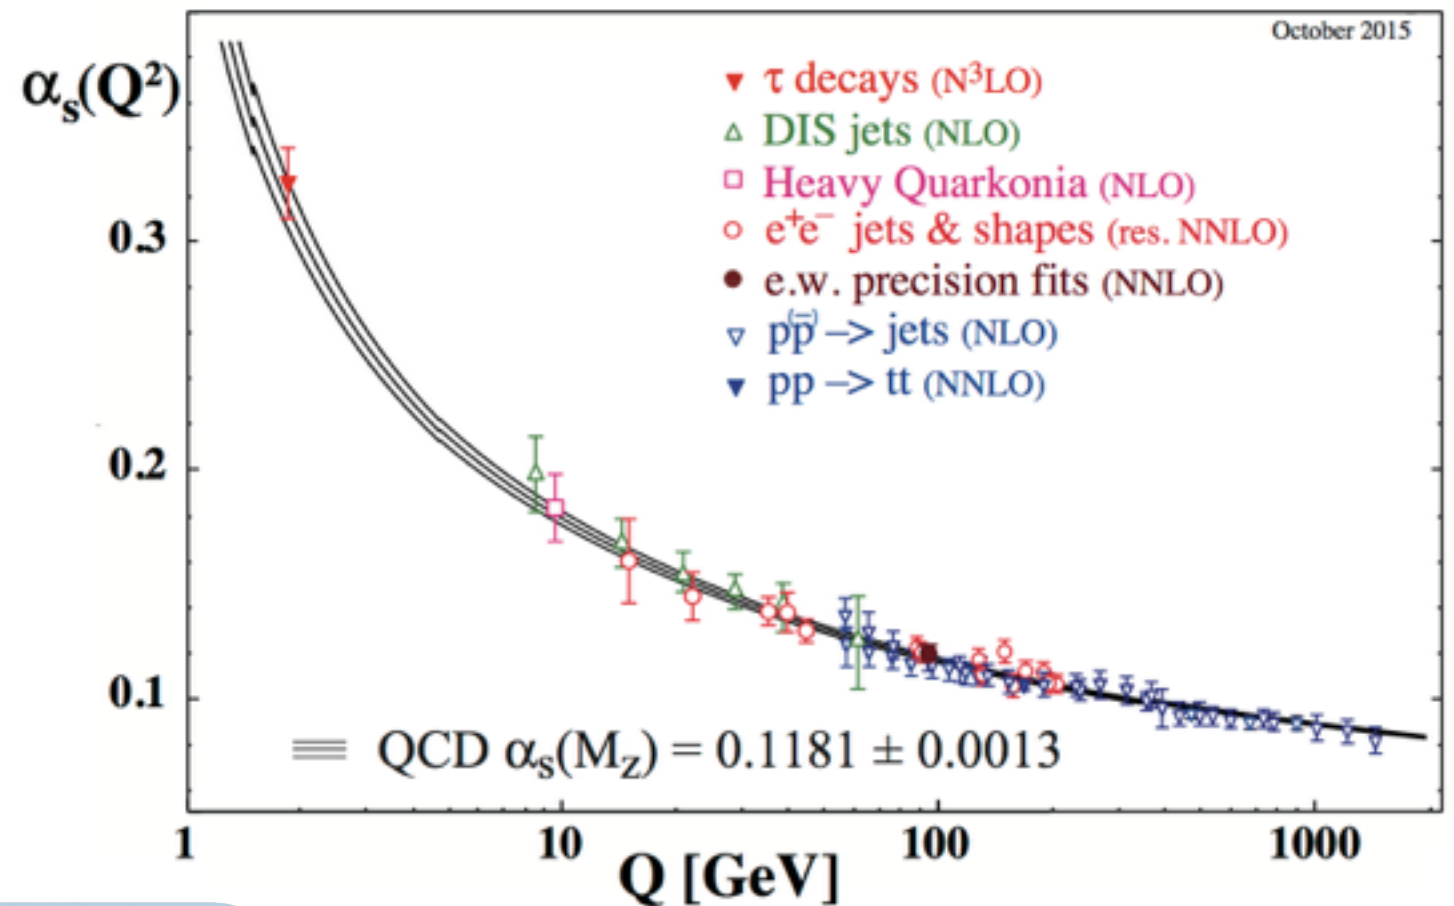 October 2015
αs(Q²)
τ decays (N³LO)
DIS jets (NLO)
Heavy Quarkonia (NLO)
e⁺e⁻ jets & shapes (res. NNLO)
e.w. precision fits (NNLO)
pp(‾) –> jets (NLO)
pp –> tt (NNLO)
0.3
0.2
0.1
QCD αs(Mz) = 0.1181 ± 0.0013
1 10 100 1000
Q [GeV]